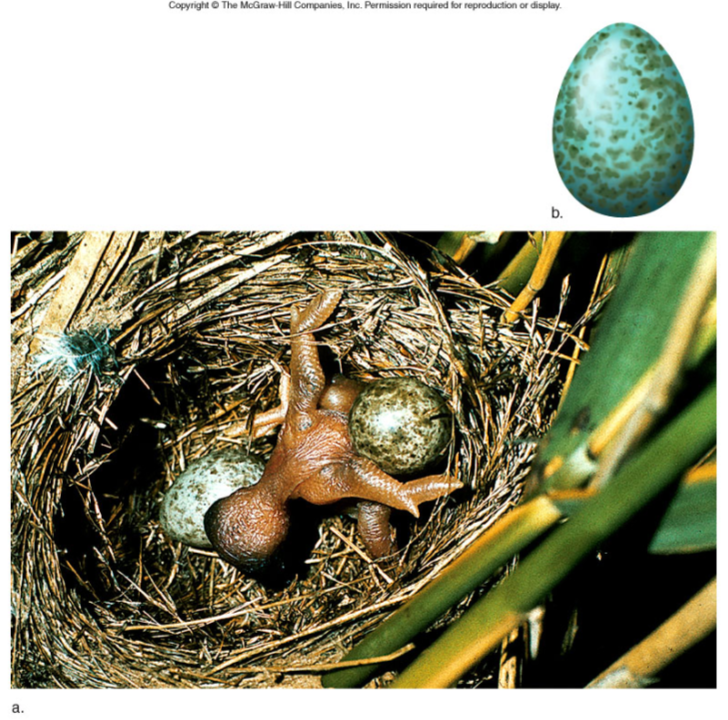 Copyright © The McGraw-Hill Companies, Inc. Permission required for reproduction or display.
b.
a.